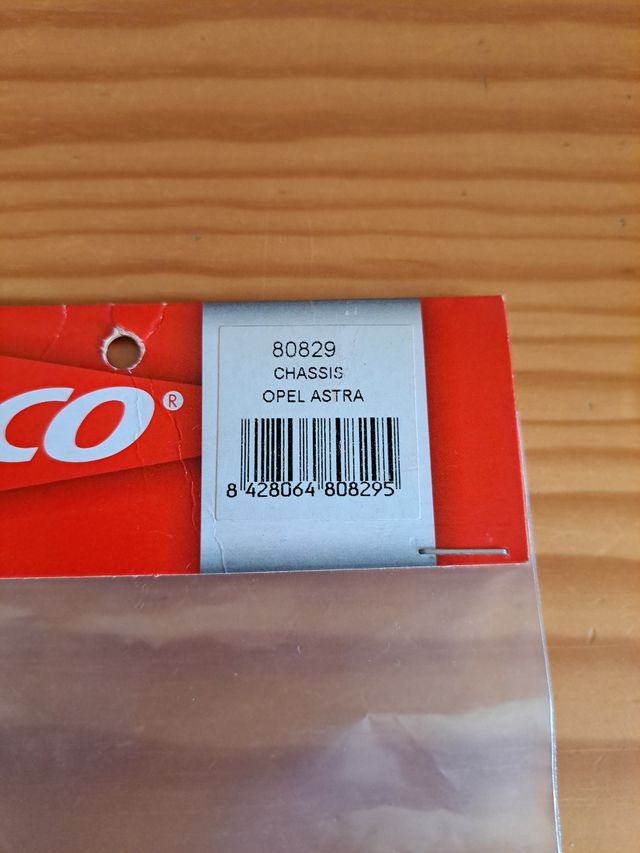 80829
CHASSIS
OPEL ASTRA
CO®
8 428064 808295